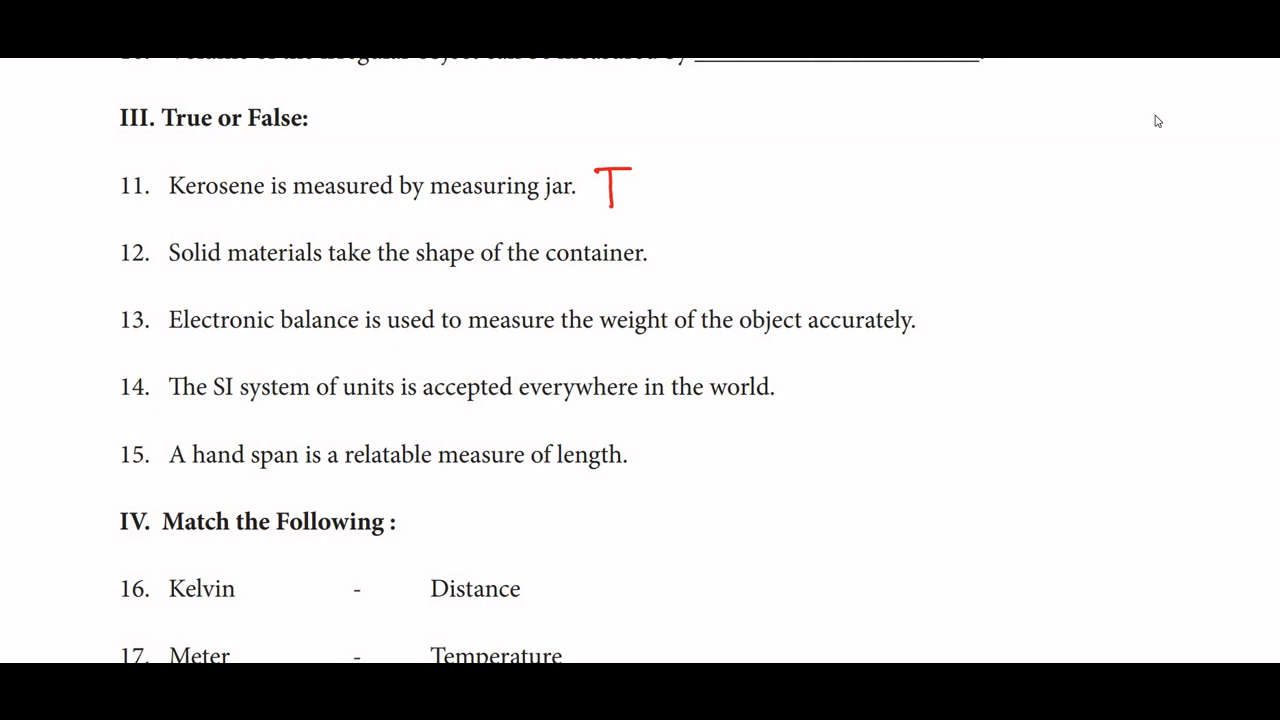 III. True or False:
11. Kerosene is measured by measuring jar. T
12. Solid materials take the shape of the container.
13. Electronic balance is used to measure the weight of the object accurately.
14. The SI system of units is accepted everywhere in the world.
15. A hand span is a relatable measure of length.
IV. Match the Following :
16. Kelvin - Distance
17. Meter - Temperature